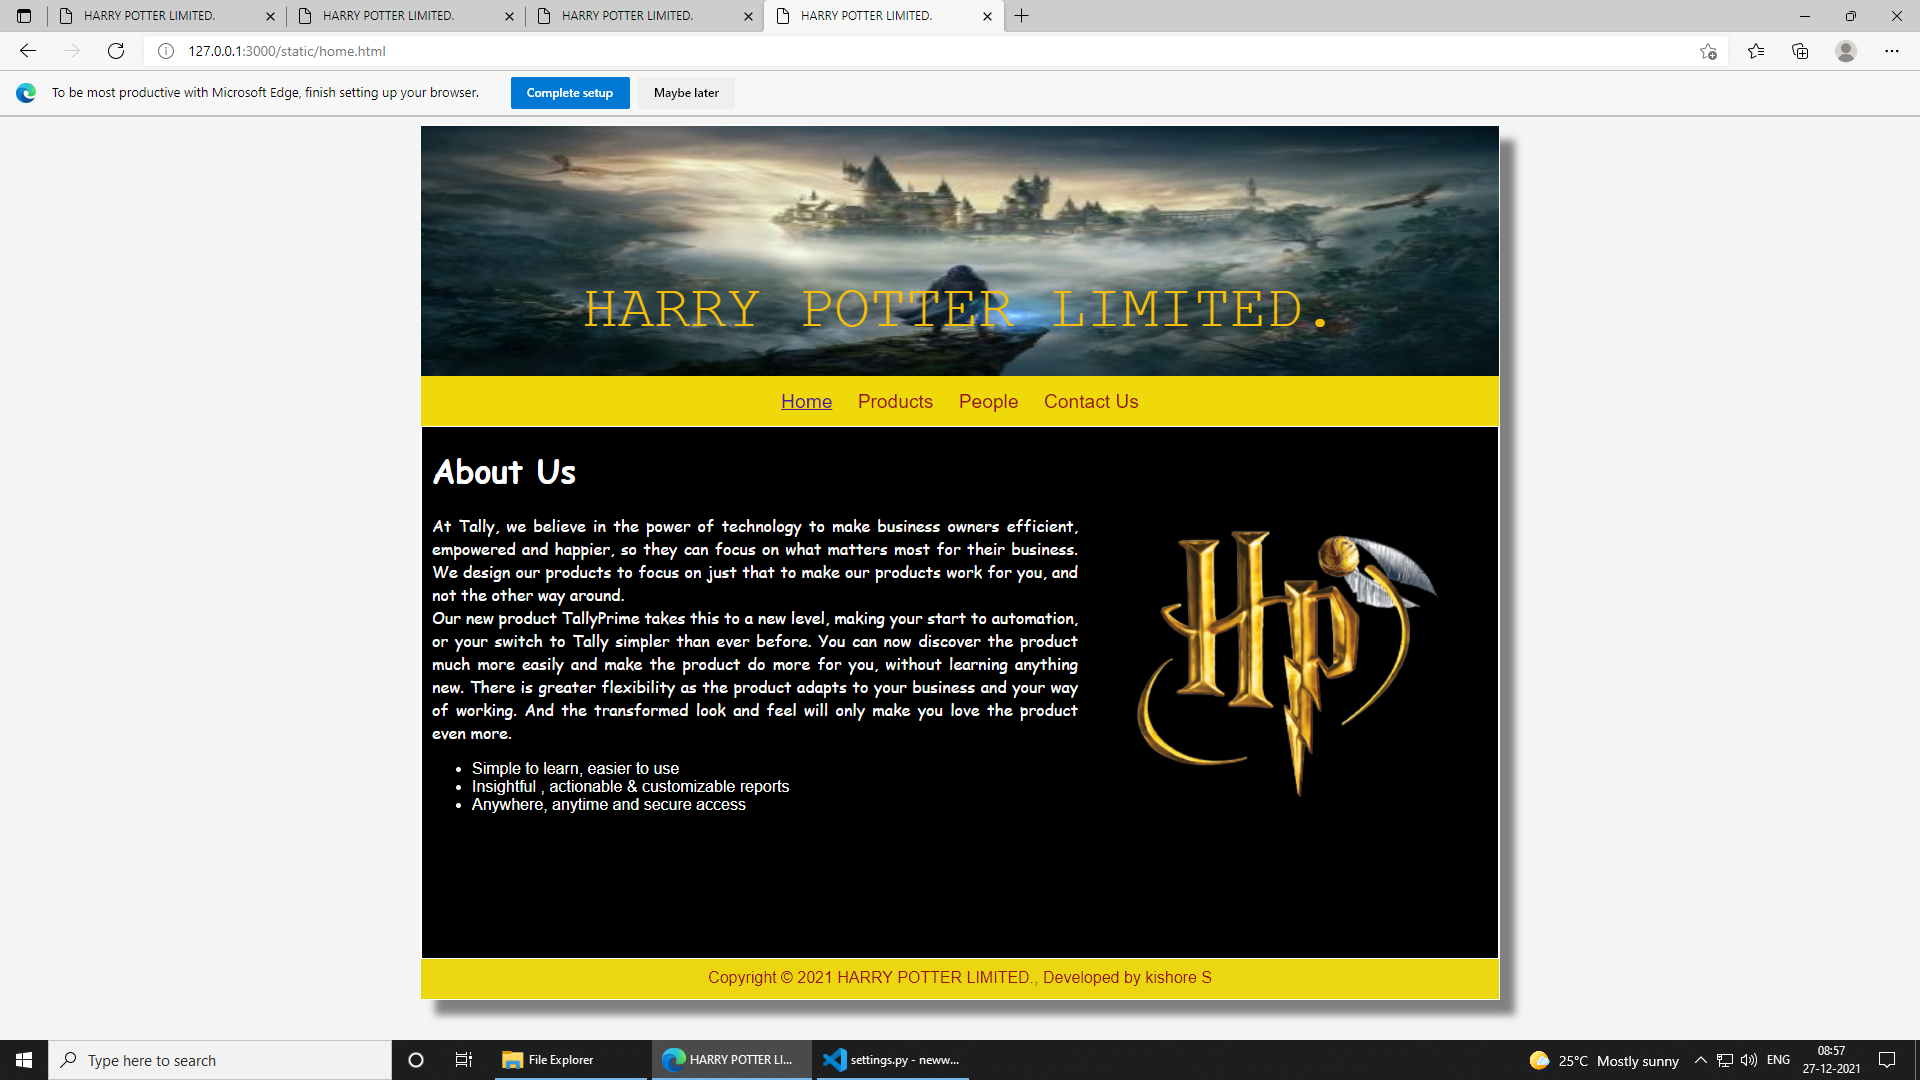 HARRY POTTER LIMITED.
HARRY POTTER LIMITED.
HARRY POTTER LIMITED.
HARRY POTTER LIMITED.
127.0.0.1:3000/static/home.html
To be most productive with Microsoft Edge, finish setting up your browser.
Complete setup
Maybe later
HARRY POTTER LIMITED.
Home Products People Contact Us
About Us
At Tally, we believe in the power of technology to make business owners efficient,
empowered and happier, so they can focus on what matters most for their business.
We design our products to focus on just that to make our products work for you, and
not the other way around.
Our new product TallyPrime takes this to a new level, making your start to automation,
or your switch to Tally simpler than ever before. You can now discover the product
much more easily and make the product do more for you, without learning anything
new. There is greater flexibility as the product adapts to your business and your way
of working. And the transformed look and feel will only make you love the product
even more.
• Simple to learn, easier to use
• Insightful , actionable & customizable reports
• Anywhere, anytime and secure access
Hp
Copyright © 2021 HARRY POTTER LIMITED., Developed by kishore S
Type here to search
File Explorer
HARRY POTTER LI...
settings.py - neww...
25°C Mostly sunny
ENG
08:57
27-12-2021